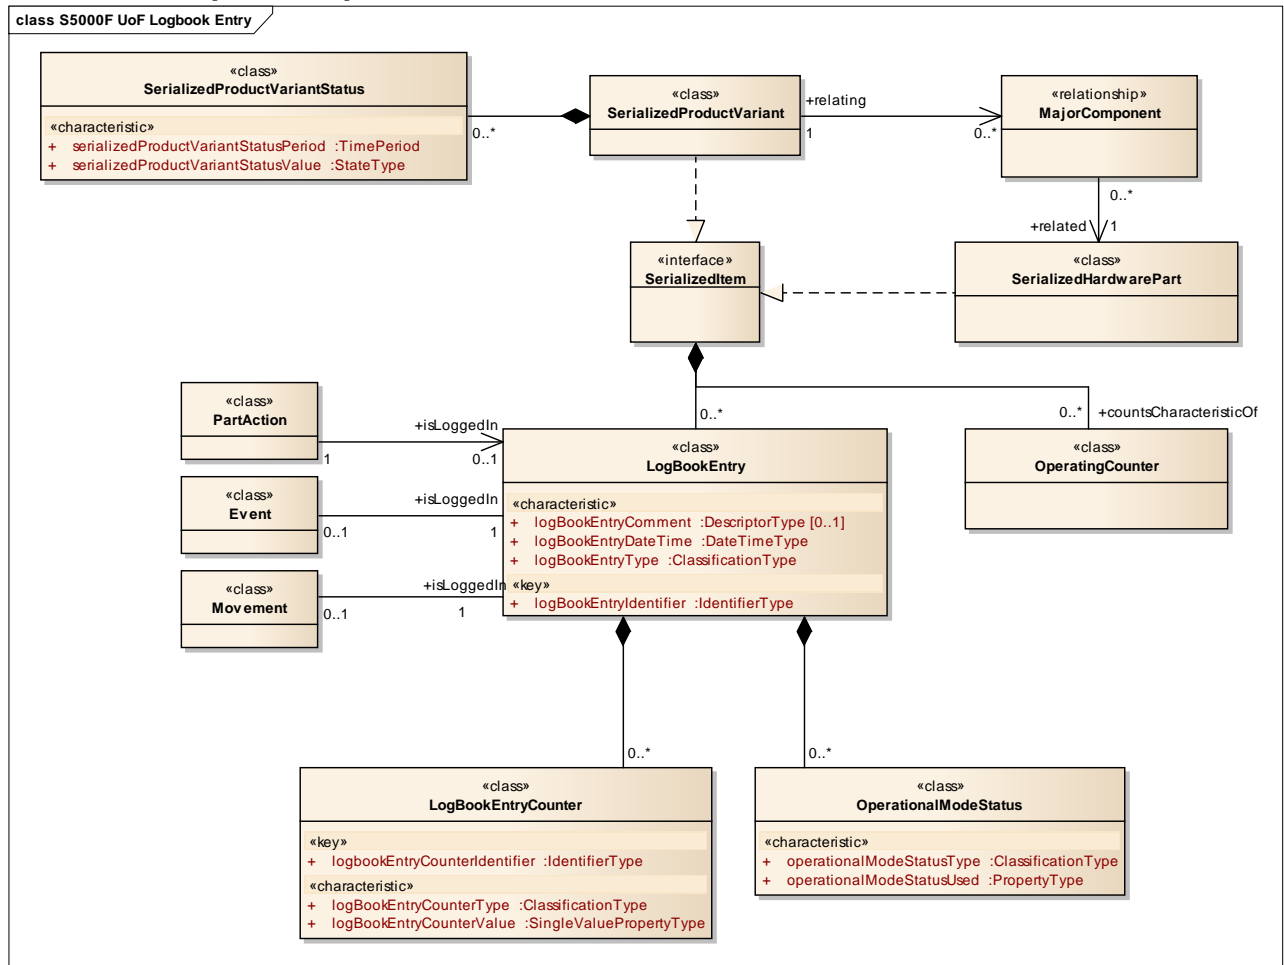 class S5000F UoF Logbook Entry
«class»
SerializedProductVariantStatus
«characteristic»
+ serializedProductVariantStatusPeriod :TimePeriod
+ serializedProductVariantStatusValue :StateType
0..*
«class»
SerializedProductVariant
+relating
1
0..*
«relationship»
MajorComponent
0..*
+related
1
«interface»
SerializedItem
«class»
SerializedHardwarePart
«class»
PartAction
+isLoggedIn
1
0..1
0..*
0..*
+countsCharacteristicOf
«class»
LogBookEntry
«characteristic»
+ logBookEntryComment :DescriptorType [0..1]
+ logBookEntryDateTime :DateTimeType
+ logBookEntryType :ClassificationType
«key»
+ logBookEntryIdentifier :IdentifierType
«class»
OperatingCounter
«class»
Event
+isLoggedIn
0..1
1
«class»
Movement
+isLoggedIn
0..1
1
0..*
0..*
«class»
LogBookEntryCounter
«key»
+ logbookEntryCounterIdentifier :IdentifierType
«characteristic»
+ logBookEntryCounterType :ClassificationType
+ logBookEntryCounterValue :SingleValuePropertyType
«class»
OperationalModeStatus
«characteristic»
+ operationalModeStatusType :ClassificationType
+ operationalModeStatusUsed :PropertyType